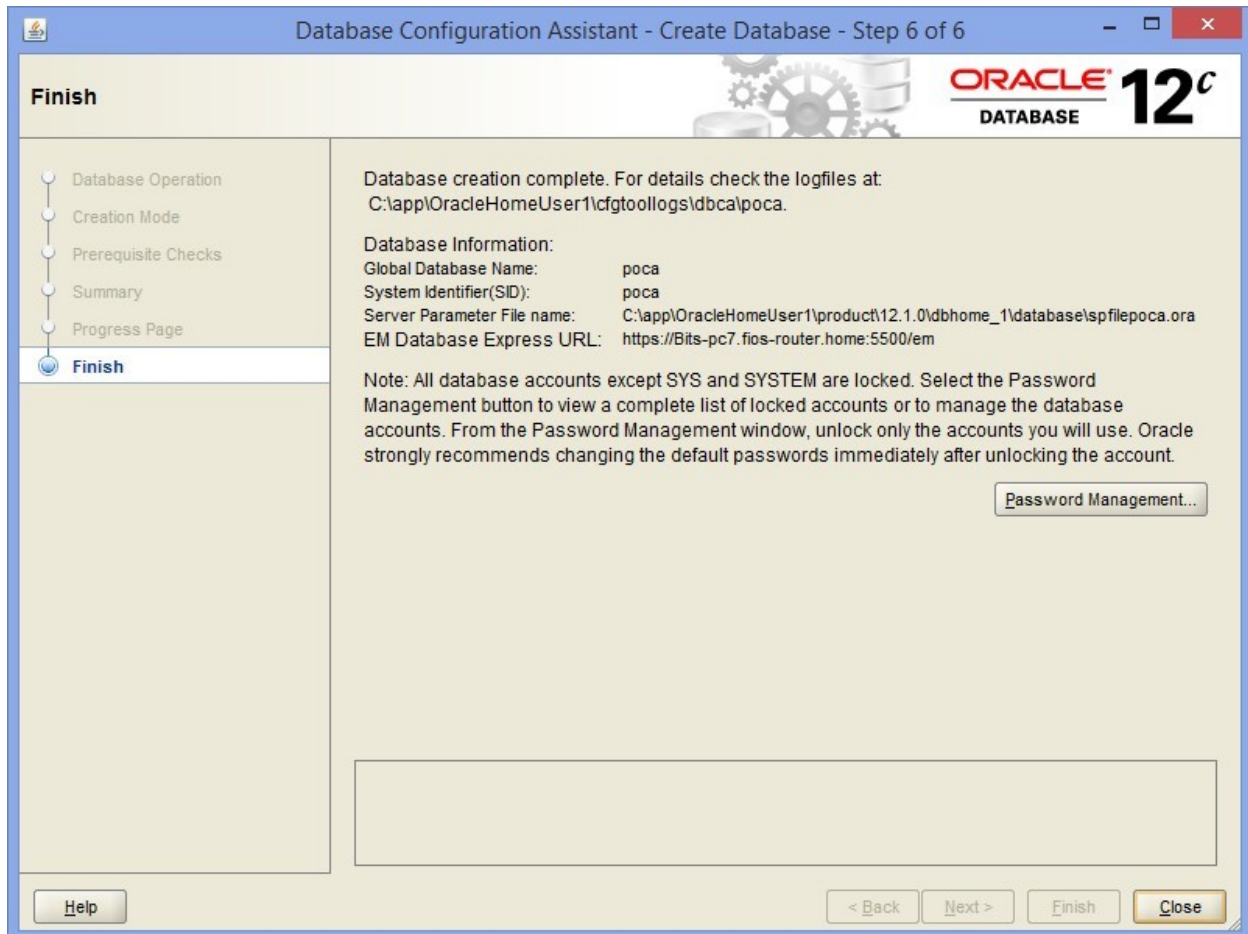 Database Configuration Assistant - Create Database - Step 6 of 6
Finish
ORACLE
DATABASE
12c
Database Operation
Creation Mode
Prerequisite Checks
Summary
Progress Page
Finish
Database creation complete. For details check the logfiles at:
C:\app\OracleHomeUser1\cfgtoollogs\dbca\poca.
Database Information:
Global Database Name: poca
System Identifier(SID): poca
Server Parameter File name: C:\app\OracleHomeUser1\product\12.1.0\dbhome_1\database\spfilepoca.ora
EM Database Express URL: https://Bits-pc7.fios-router.home:5500/em
Note: All database accounts except SYS and SYSTEM are locked. Select the Password
Management button to view a complete list of locked accounts or to manage the database
accounts. From the Password Management window, unlock only the accounts you will use. Oracle
strongly recommends changing the default passwords immediately after unlocking the account.
Password Management...
Help
< Back
Next >
Finish
Close